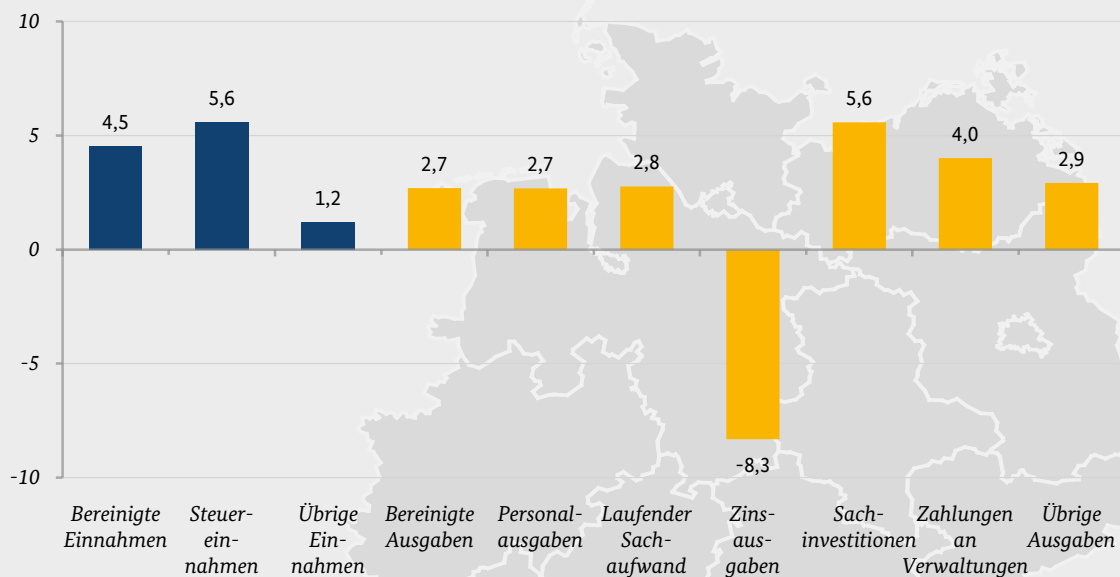 10
5
0
-5
-10
4,5
5,6
1,2
2,7
2,7
2,8
-8,3
5,6
4,0
2,9
Bereinigte
Einnahmen
Steuer-
ein-
nahmen
Übrige
Ein-
nahmen
Bereinigte
Ausgaben
Personal-
ausgaben
Laufender
Sach-
aufwand
Zins-
aus-
gaben
Sach-
investitionen
Zahlungen
an
Verwaltungen
Übrige
Ausgaben